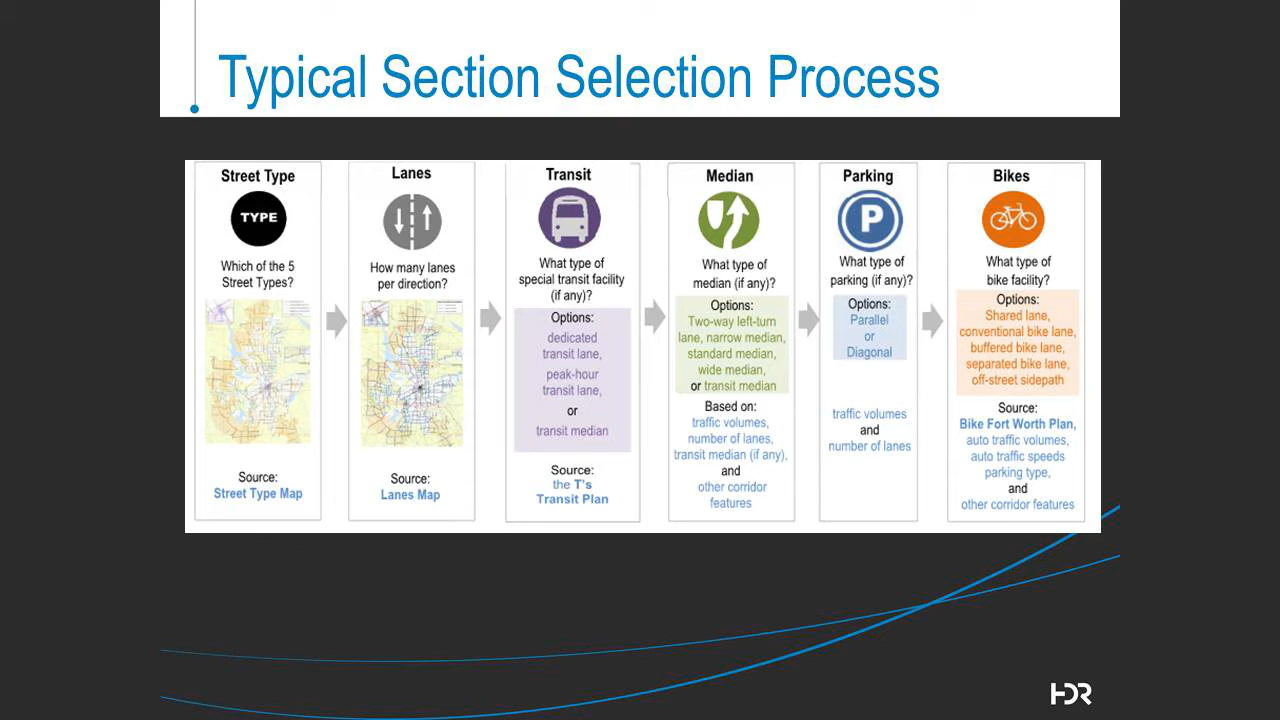 Typical Section Selection Process
Street Type
TYPE
Which of the 5
Street Types?
Source:
Street Type Map
Lanes
How many lanes
per direction?
Source:
Lanes Map
Transit
What type of
special transit facility
(if any)?
Options:
dedicated
transit lane,
peak-hour
transit lane,
or
transit median
Source:
the T's
Transit Plan
Median
What type of
median (if any)?
Options:
Two-way left-turn
lane, narrow median,
standard median,
wide median,
or transit median
Based on:
traffic volumes,
number of lanes,
transit median (if any),
and
other corridor
features
Parking
P
What type of
parking (if any)?
Options:
Parallel
or
Diagonal
traffic volumes
and
number of lanes
Bikes
What type of
bike facility?
Options:
Shared lane,
conventional bike lane,
buffered bike lane,
separated bike lane,
off-street sidepath
Source:
Bike Fort Worth Plan,
auto traffic volumes,
auto traffic speeds
parking type,
and
other corridor features
HDR